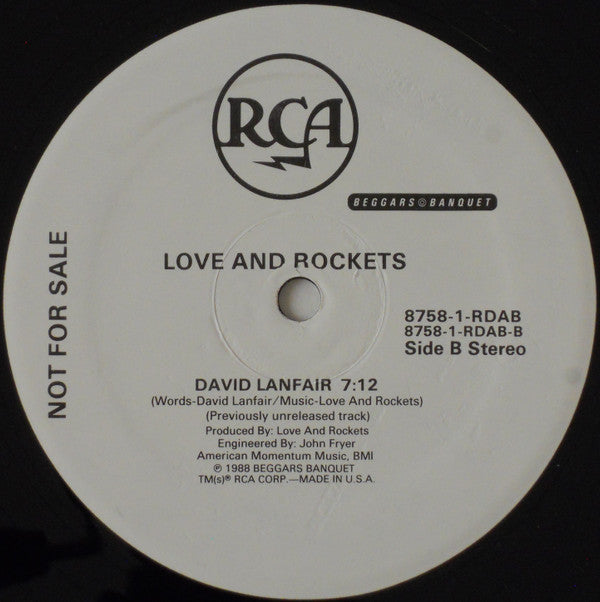 RCA
BEGGARS BANQUET
LOVE AND ROCKETS
NOT FOR SALE
8758-1-RDAB
8758-1-RDAB-B
Side B Stereo
DAVID LANFAIR 7:12
(Words-David Lanfair/Music-Love And Rockets)
(Previously unreleased track)
Produced By: Love And Rockets
Engineered By: John Fryer
American Momentum Music, BMI
℗ 1988 BEGGARS BANQUET
TM(s)® RCA CORP.—MADE IN U.S.A.